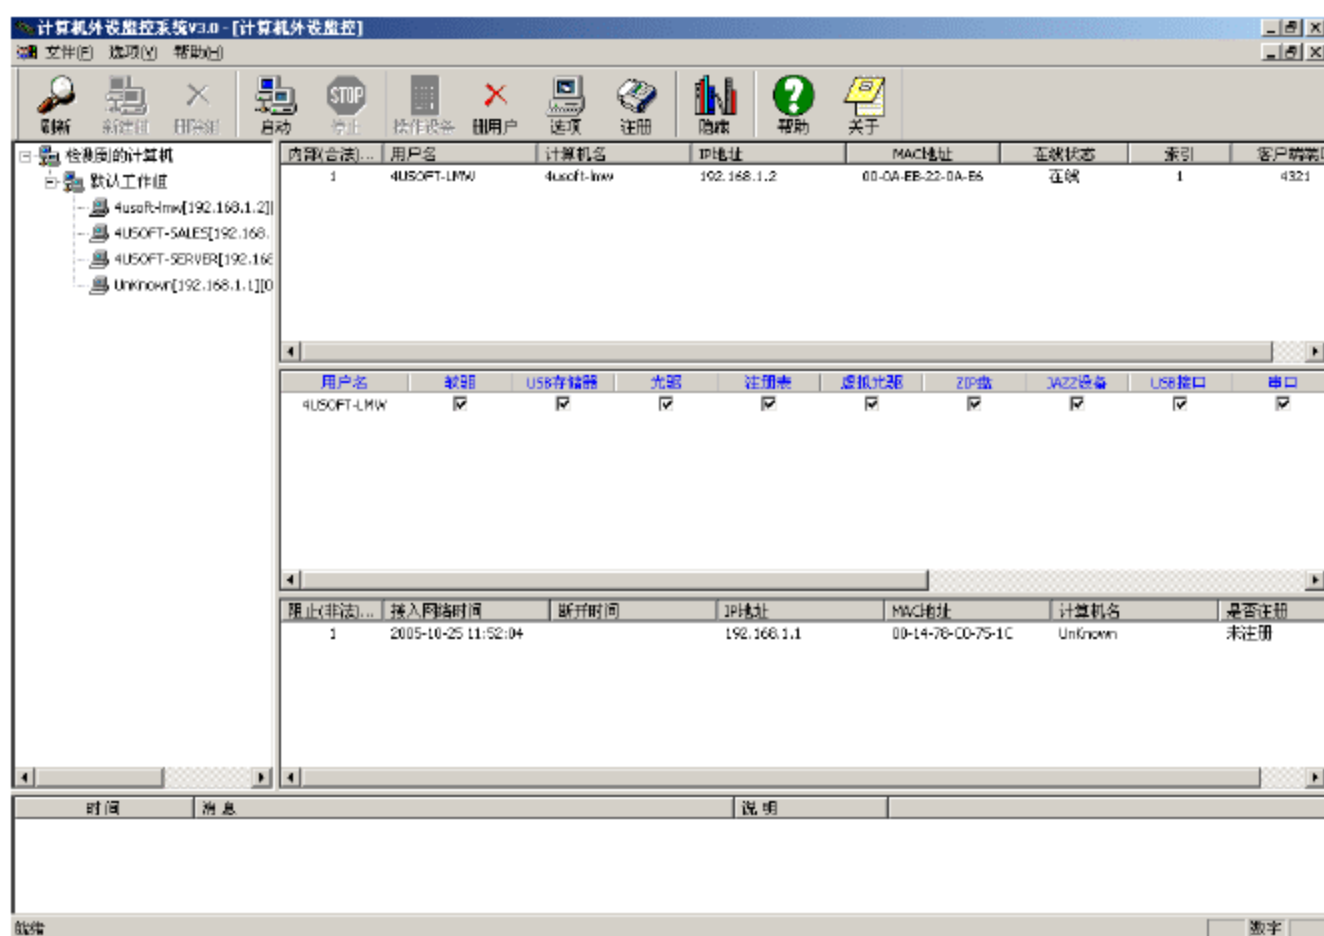 计算机外设监控系统V3.0 - [计算机外设监控]
文件(F) 选项(V) 帮助(H)
刷新 新建组 删除组 启动 停止 操作设备 删用户 选项 注册 隐藏 帮助 关于
检测到的计算机
默认工作组
4usoft-lmw[192.168.1.2]
4USOFT-SALES[192.168.
4USOFT-SERVER[192.168
UnKnown[192.168.1.1][0
内部(合法)... 用户名 计算机名 IP地址 MAC地址 在线状态 索引 客户端端口
1 4USOFT-LMW 4usoft-lmw 192.168.1.2 00-0A-EB-22-0A-E6 在线 1 4321
用户名 软驱 USB存储器 光驱 注册表 虚拟光驱 ZIP盘 JAZZ设备 USB接口 串口
4USOFT-LMW
阻止(非法)... 接入网络时间 断开时间 IP地址 MAC地址 计算机名 是否注册
1 2005-10-25 11:52:04 192.168.1.1 00-14-78-C0-75-1C UnKnown 未注册
时间 消息 说明
就绪 数字